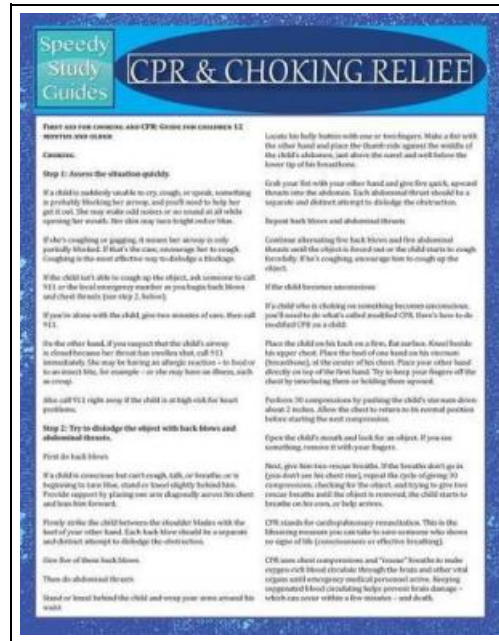 Speedy
Study
Guides
CPR & CHOKING RELIEF
FIRST AID FOR CHOKING AND CPR: GUIDE FOR CHILDREN 12
MONTHS AND OLDER
CHOKING.
Step 1: Assess the situation quickly.
If a child is suddenly unable to cry, cough, or speak, something
is probably blocking her airway, and you'll need to help her
get it out. She may make odd noises or no sound at all while
opening her mouth. Her skin may turn bright red or blue.
If she's coughing or gagging, it means her airway is only
partially blocked. If that's the case, encourage her to cough.
Coughing is the most effective way to dislodge a blockage.
If the child isn't able to cough up the object, ask someone to call
911 or the local emergency number as you begin back blows
and chest thrusts (see step 2, below).
If you're alone with the child, give two minutes of care, then call
911.
On the other hand, if you suspect that the child's airway
is closed because her throat has swollen shut, call 911
immediately. She may be having an allergic reaction – to food or
to an insect bite, for example – or she may have an illness, such
as croup.
Also call 911 right away if the child is at high risk for heart
problems.
Step 2: Try to dislodge the object with back blows and
abdominal thrusts.
First do back blows
If a child is conscious but can't cough, talk, or breathe, or is
beginning to turn blue, stand or kneel slightly behind him.
Provide support by placing one arm diagonally across his chest
and lean him forward.
Firmly strike the child between the shoulder blades with the
heel of your other hand. Each back blow should be a separate
and distinct attempt to dislodge the obstruction.
Give five of these back blows.
Then do abdominal thrusts
Stand or kneel behind the child and wrap your arms around his
waist.
Locate his belly button with one or two fingers. Make a fist with
the other hand and place the thumb side against the middle of
the child's abdomen, just above the navel and well below the
lower tip of his breastbone.
Grab your fist with your other hand and give five quick, upward
thrusts into the abdomen. Each abdominal thrust should be a
separate and distinct attempt to dislodge the obstruction.
Repeat back blows and abdominal thrusts
Continue alternating five back blows and five abdominal
thrusts until the object is forced out or the child starts to cough
forcefully. If he's coughing, encourage him to cough up the
object.
If the child becomes unconscious
If a child who is choking on something becomes unconscious,
you'll need to do what's called modified CPR. Here's how to do
modified CPR on a child:
Place the child on his back on a firm, flat surface. Kneel beside
his upper chest. Place the heel of one hand on his sternum
(breastbone), at the center of his chest. Place your other hand
directly on top of the first hand. Try to keep your fingers off the
chest by interlacing them or holding them upward.
Perform 30 compressions by pushing the child's sternum down
about 2 inches. Allow the chest to return to its normal position
before starting the next compression.
Open the child's mouth and look for an object. If you see
something, remove it with your fingers.
Next, give him two rescue breaths. If the breaths don't go in
(you don't see his chest rise), repeat the cycle of giving 30
compressions, checking for the object, and trying to give two
rescue breaths until the object is removed, the child starts to
breathe on his own, or help arrives.
CPR stands for cardiopulmonary resuscitation. This is the
lifesaving measure you can take to save someone who shows
no signs of life (consciousness or effective breathing).
CPR uses chest compressions and "rescue" breaths to make
oxygen-rich blood circulate through the brain and other vital
organs until emergency medical personnel arrive. Keeping
oxygenated blood circulating helps prevent brain damage –
which can occur within a few minutes – and death.